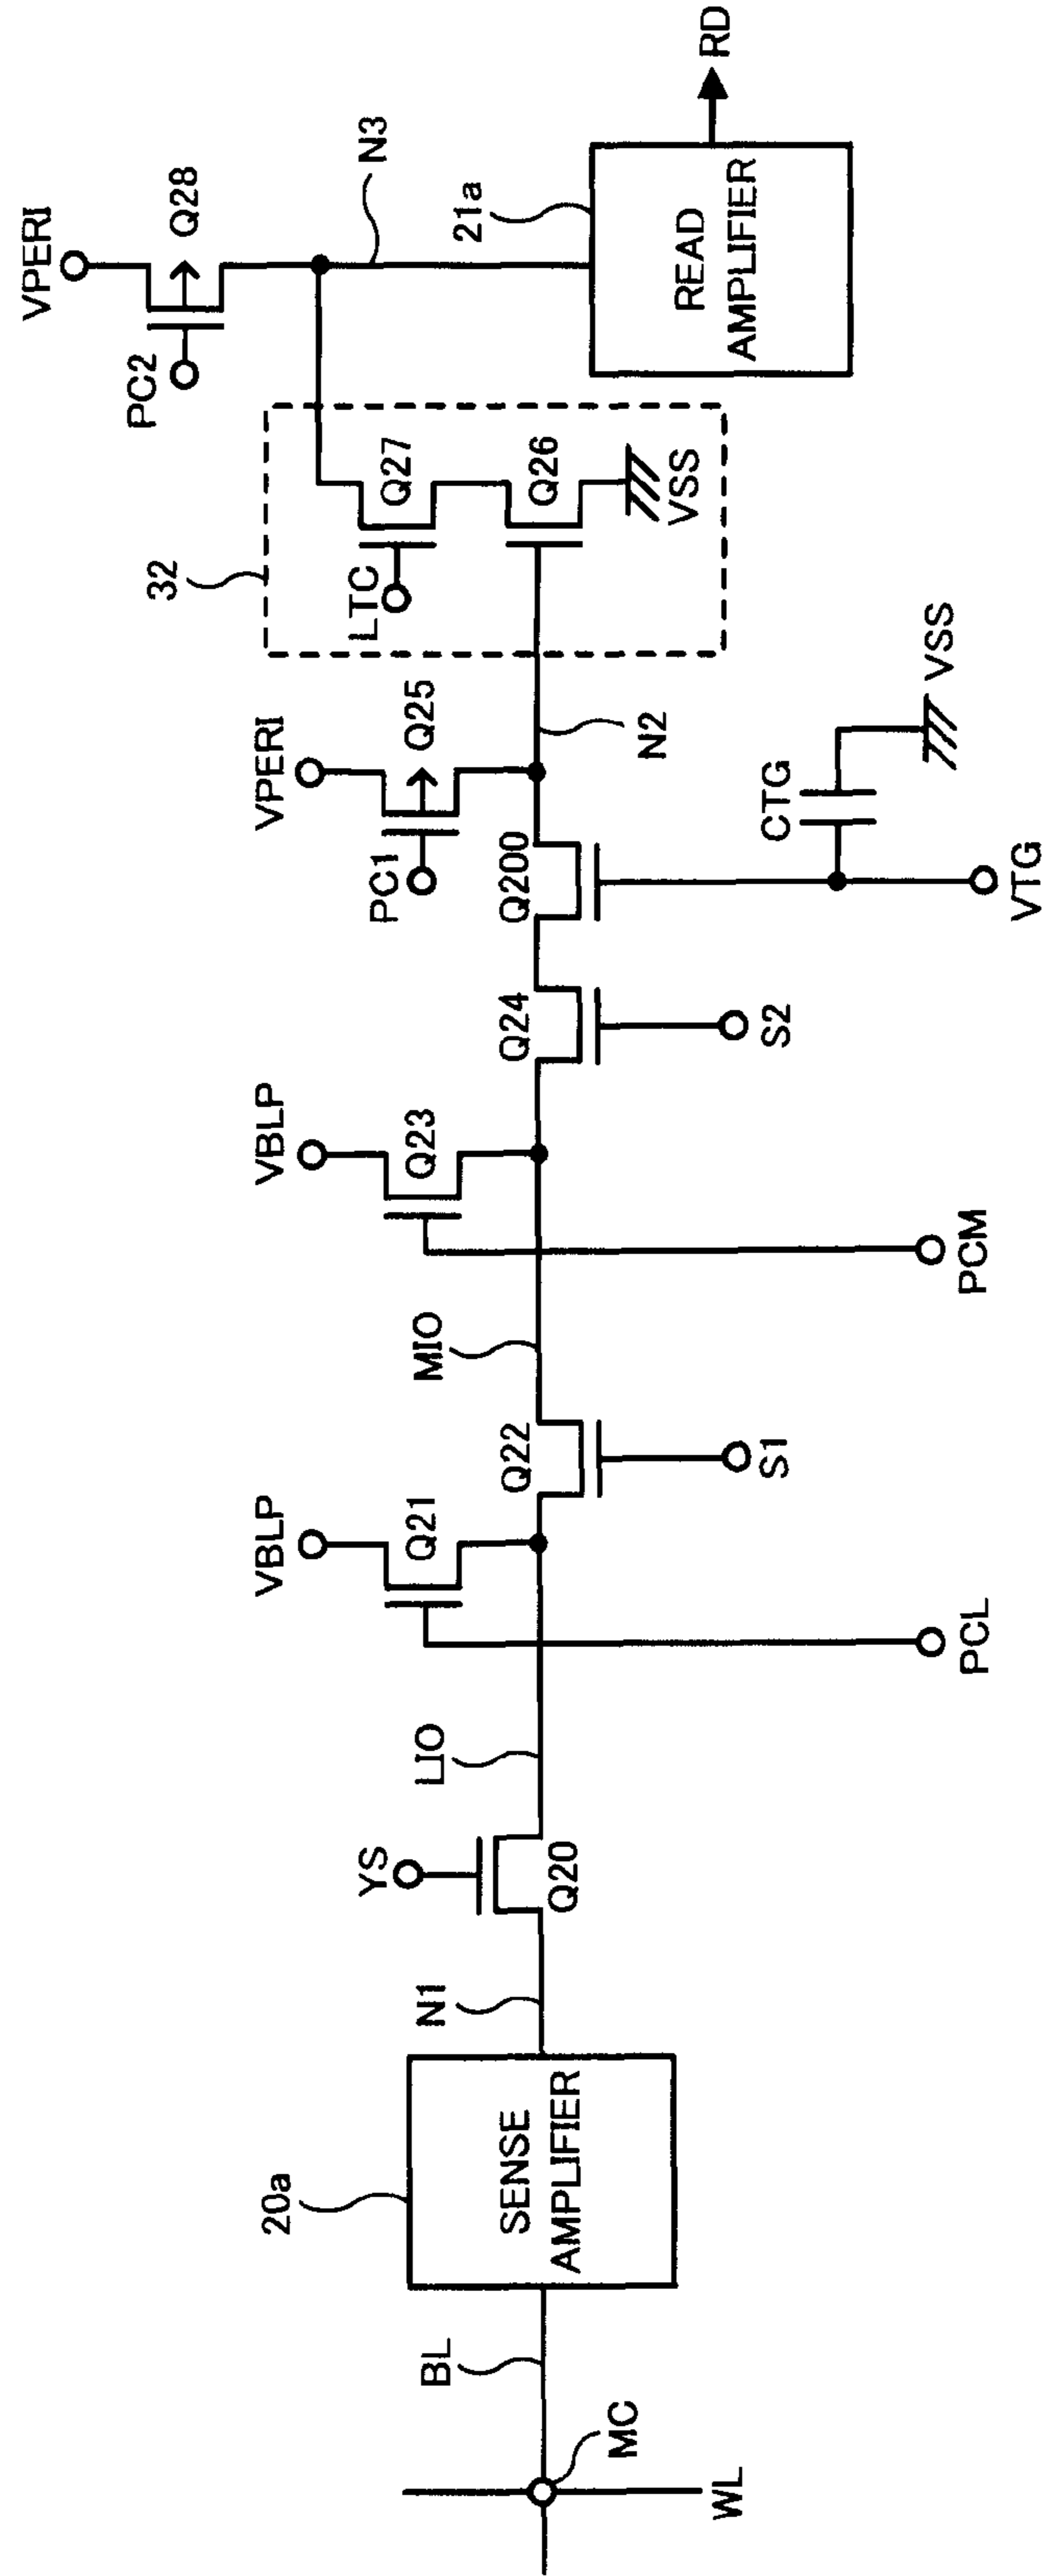 MC
WL
BL
20a
SENSE
AMPLIFIER
N1
YS
Q20
LIO
PCL
VBLP
Q21
Q22
S1
MIO
PCM
VBLP
Q23
Q24
S2
Q200
VTG
CTG
VSS
PC1
VPERI
Q25
N2
32
LTC
Q27
Q26
VSS
PC2
VPERI
Q28
N3
21a
READ
AMPLIFIER
RD